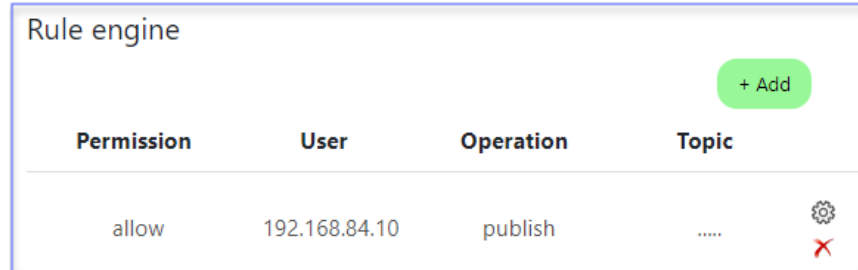 Rule engine
+ Add
Permission User Operation Topic
allow 192.168.84.10 publish .....